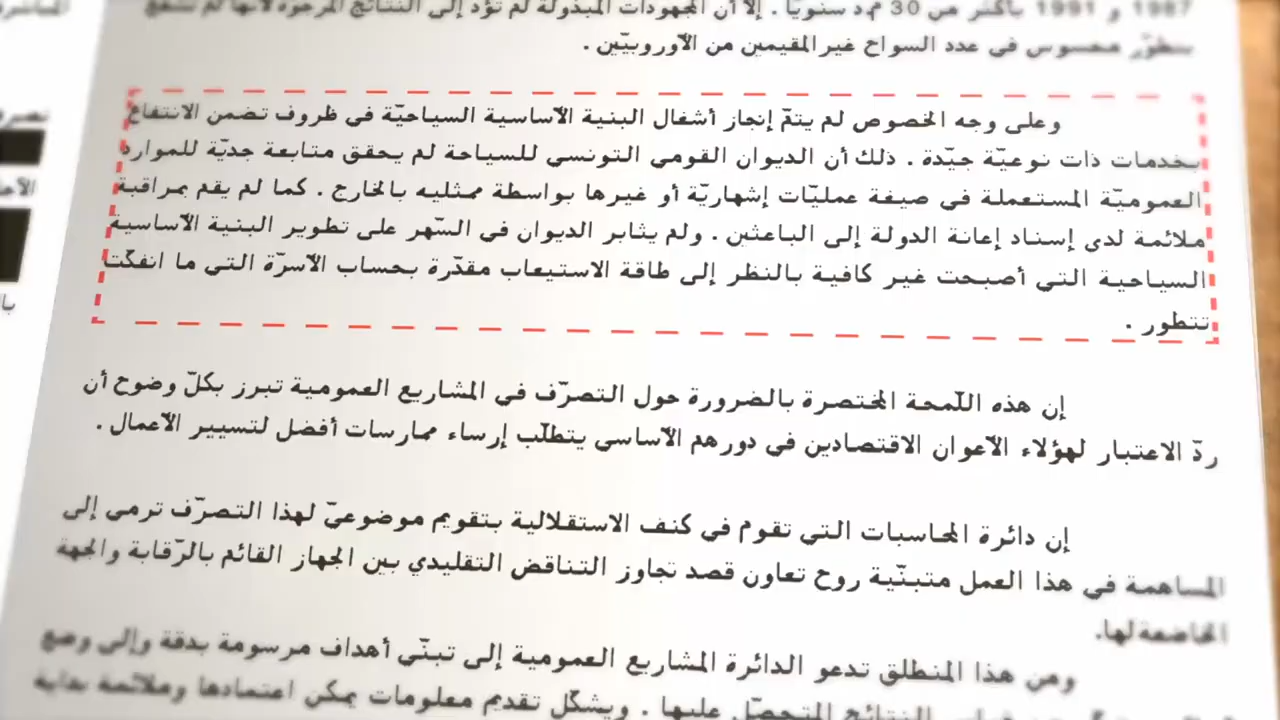 1987 و 1991 بأكثر من 30 م.د سنويّا . إلا أن المجهودات المبذولة لم تؤد إلى النتائج المرجوة لأنها لم تشفع
بتطوّر محسوس في عدد السواح غير المقيمين من الأوروبيّين .
وعلى وجه الخصوص لم يتمّ إنجاز أشغال البنية الأساسية السياحيّة في ظروف تضمن الانتفاع
بخدمات ذات نوعيّة جيّدة . ذلك أن الديوان القومي التونسي للسياحة لم يحقق متابعة جديّة للموارد
العموميّة المستعملة في صيغة عمليّات إشهاريّة أو غيرها بواسطة ممثليه بالخارج . كما لم يقم بمراقبة
ملائمة لدى إسناد إعانة الدولة إلى الباعثين . ولم يثابر الديوان في السّهر على تطوير البنية الأساسية
السياحية التي أصبحت غير كافية بالنظر إلى طاقة الاستيعاب مقدّرة بحساب الأسرّة التي ما انفكّت
تتطور .
إن هذه اللّمحة المختصرة بالضرورة حول التصرّف في المشاريع العمومية تبرز بكلّ وضوح أن
ردّ الاعتبار لهؤلاء الأعوان الاقتصادين في دورهم الأساسي يتطلّب إرساء ممارسات أفضل لتسيير الأعمال .
إن دائرة المحاسبات التي تقوم في كنف الاستقلالية بتقويم موضوعيّ لهذا التصرّف ترمي إلى
المساهمة في هذا العمل متبنّية روح تعاون قصد تجاوز التناقض التقليدي بين الجهاز القائم بالرّقابة والجهة
الخاضعة لها.
ومن هذا المنطلق تدعو الدائرة المشاريع العمومية إلى تبنّي أهداف مرسومة بدقة وإلى وضع
النتائج المتحصّل عليها . ويشكّل تقديم معلومات يمكن اعتمادها وملائمة بداية